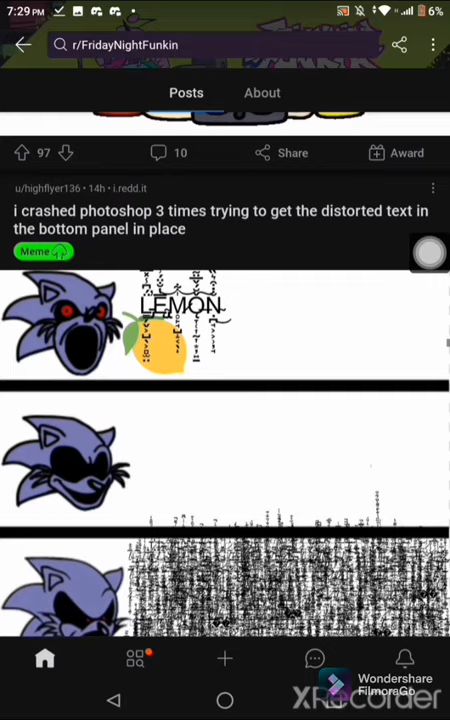 7:29 PM
6%
r/FridayNightFunkin
Posts
About
97
10
Share
Award
u/highflyer136 • 14h • i.redd.it
i crashed photoshop 3 times trying to get the distorted text in
the bottom panel in place
Meme
LEMON
Wondershare
FilmoraGo
XRecorder